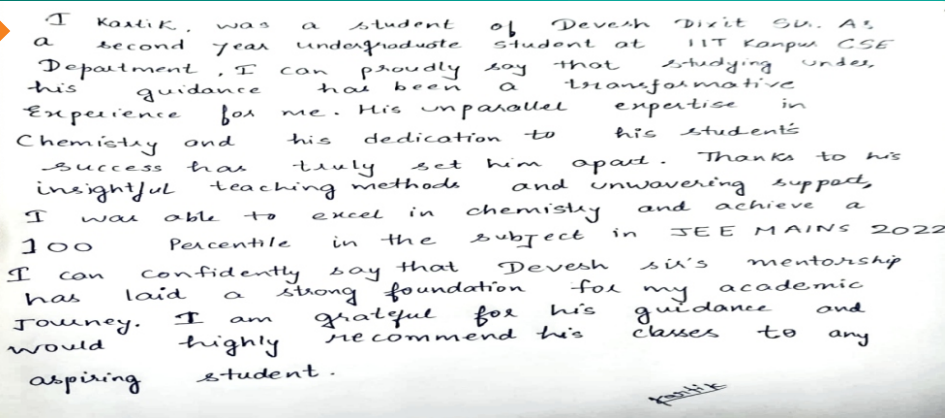 I Kartik, was a student of Devesh Dixit Sir. As
a second year undergraduate student at IIT Kanpur CSE
Department, I can proudly say that studying under,
his guidance has been a transformative
Experience for me. His unparallel expertise in
Chemistry and his dedication to his student's
success has truly set him apart. Thanks to his
insightful teaching methods and unwavering support,
I was able to excel in chemistry and achieve a
100 Percentile in the subject in JEE MAINS 2022
I can confidently say that Devesh sir's mentorship
has laid a strong foundation for my academic
Journey. I am grateful for his guidance and
would highly recommend his classes to any
aspiring student.
Kartik